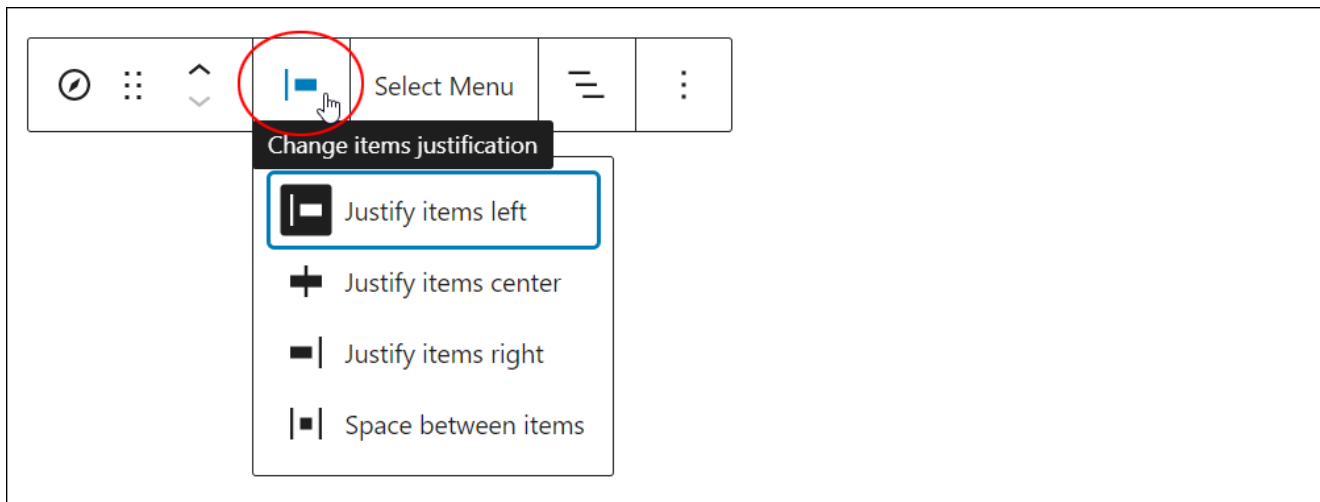 Select Menu
Change items justification
Justify items left
Justify items center
Justify items right
Space between items